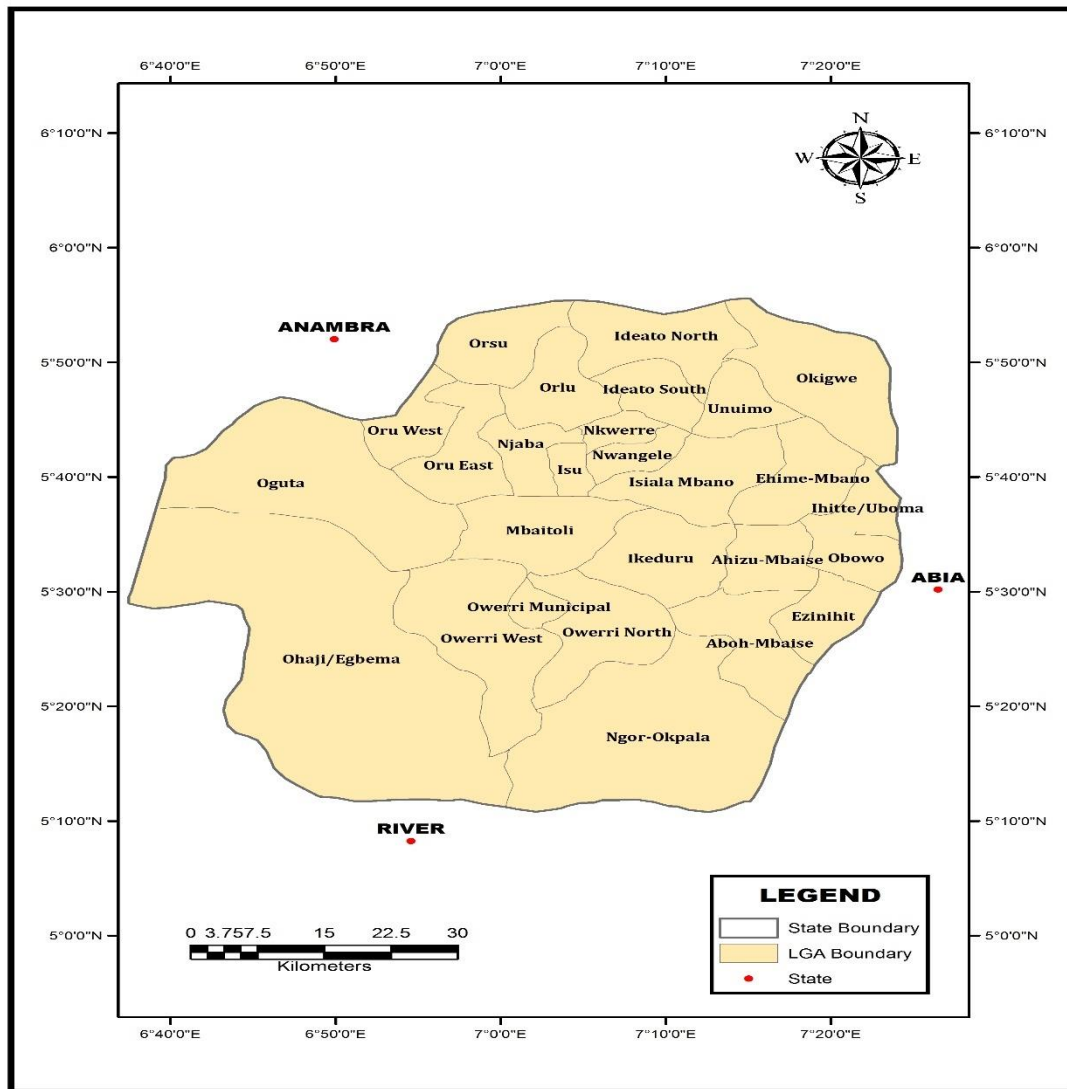 6°40'0"E 6°50'0"E 7°0'0"E 7°10'0"E 7°20'0"E
N
W E
S
6°10'0"N 6°10'0"N
6°0'0"N 6°0'0"N
ANAMBRA
Orsu
Ideato North
5°50'0"N 5°50'0"N
Okigwe
Orlu
Ideato South
Unuimo
Oru West
Nkwerre
Njaba
Nwangele
Oru East
Isu
5°40'0"N 5°40'0"N
Oguta
Isiala Mbano
Ehime-Mbano
Ihitte/Uboma
Mbaitoli
Ikeduru
Ahizu-Mbaise
Obowo
ABIA
5°30'0"N 5°30'0"N
Owerri Municipal
Ezinihit
Owerri West
Owerri North
Aboh-Mbaise
Ohaji/Egbema
5°20'0"N 5°20'0"N
Ngor-Okpala
5°10'0"N 5°10'0"N
RIVER
LEGEND
State Boundary
LGA Boundary
State
0 3.75 7.5 15 22.5 30
Kilometers
5°0'0"N 5°0'0"N
6°40'0"E 6°50'0"E 7°0'0"E 7°10'0"E 7°20'0"E